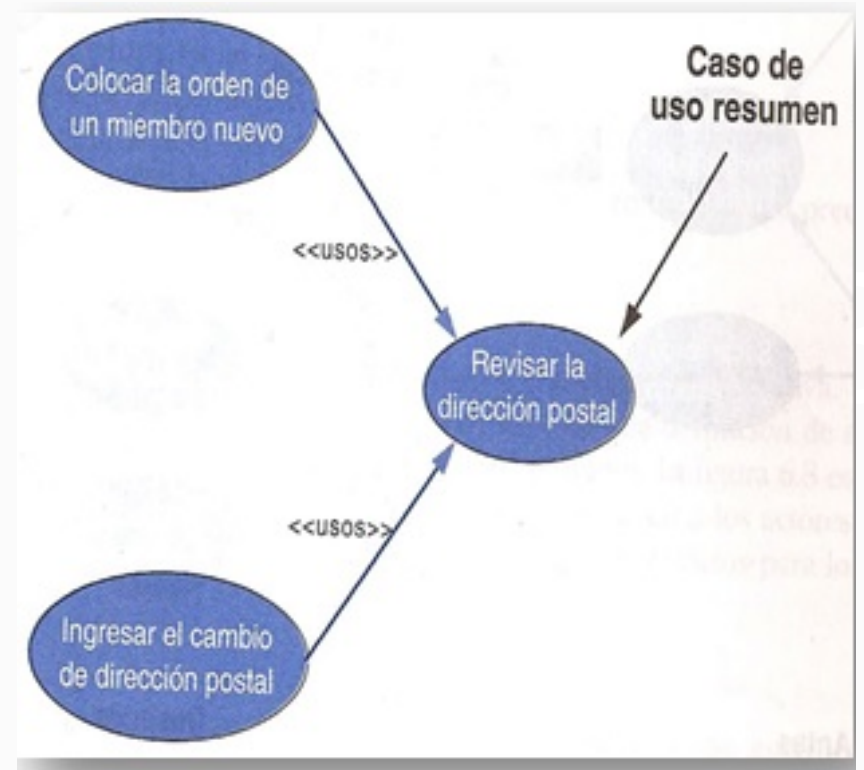 Colocar la orden de
un miembro nuevo
Caso de
uso resumen
<<usos>>
Revisar la
dirección postal
<<usos>>
Ingresar el cambio
de dirección postal